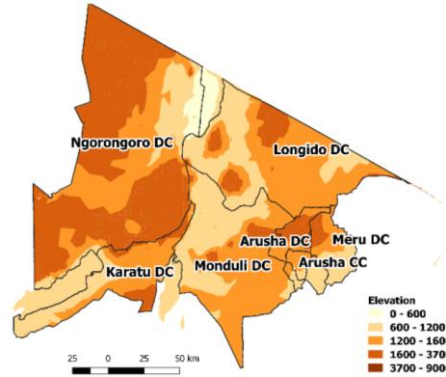 Ngorongoro DC
Longido DC
Arusha DC
Meru DC
Karatu DC
Monduli DC
Arusha CC
Elevation
0 - 600
600 - 1200
1200 - 160
1600 - 370
3700 - 900
25 0 25 50 km